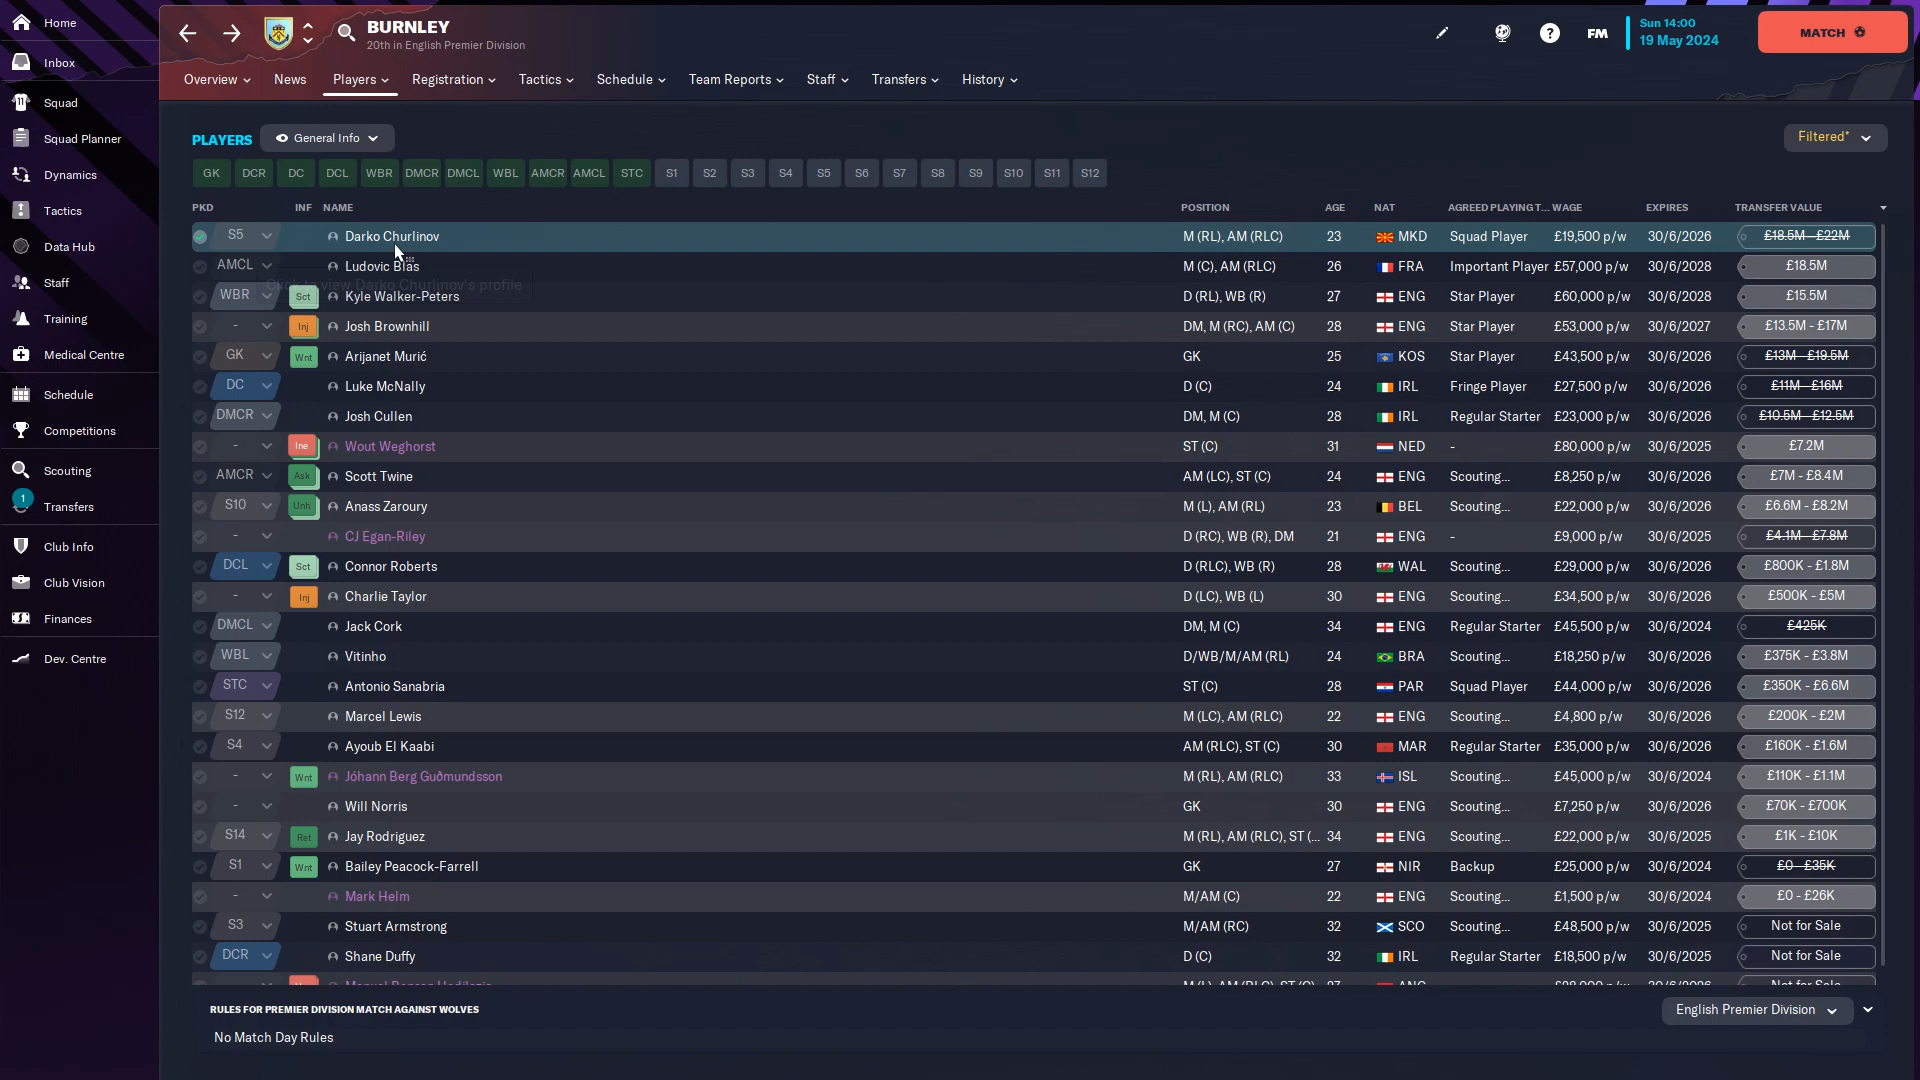 Home
Inbox
Squad
Squad Planner
Dynamics
Tactics
Data Hub
Staff
Training
Medical Centre
Schedule
Competitions
Scouting
1
Transfers
Club Info
Club Vision
Finances
Dev. Centre
BURNLEY
20th in English Premier Division
FM
Sun 14:00
19 May 2024
MATCH
Overview News Players Registration Tactics Schedule Team Reports Staff Transfers History
PLAYERS General Info Filtered*
GK DCR DC DCL WBR DMCR DMCL WBL AMCR AMCL STC S1 S2 S3 S4 S5 S6 S7 S8 S9 S10 S11 S12
PKD INF NAME POSITION AGE NAT AGREED PLAYING T... WAGE EXPIRES TRANSFER VALUE
S5 Darko Churlinov M (RL), AM (RLC) 23 MKD Squad Player £19,500 p/w 30/6/2026 £18.5M - £22M
AMCL Ludovic Blas M (C), AM (RLC) 26 FRA Important Player £57,000 p/w 30/6/2028 £18.5M
Click to view Darko Churlinov's profile
WBR Sct Kyle Walker-Peters D (RL), WB (R) 27 ENG Star Player £60,000 p/w 30/6/2028 £15.5M
- Inj Josh Brownhill DM, M (RC), AM (C) 28 ENG Star Player £53,000 p/w 30/6/2027 £13.5M - £17M
GK Wnt Arijanet Murić GK 25 KOS Star Player £43,500 p/w 30/6/2026 £13M - £19.5M
DC Luke McNally D (C) 24 IRL Fringe Player £27,500 p/w 30/6/2026 £11M - £16M
DMCR Josh Cullen DM, M (C) 28 IRL Regular Starter £23,000 p/w 30/6/2026 £10.5M - £12.5M
- Ine Wout Weghorst ST (C) 31 NED - £80,000 p/w 30/6/2025 £7.2M
AMCR Ask Scott Twine AM (LC), ST (C) 24 ENG Scouting... £8,250 p/w 30/6/2026 £7M - £8.4M
S10 Unh Anass Zaroury M (L), AM (RL) 23 BEL Scouting... £22,000 p/w 30/6/2026 £6.6M - £8.2M
- CJ Egan-Riley D (RC), WB (R), DM 21 ENG - £9,000 p/w 30/6/2025 £4.1M - £7.8M
DCL Sct Connor Roberts D (RLC), WB (R) 28 WAL Scouting... £29,000 p/w 30/6/2026 £800K - £1.8M
- Inj Charlie Taylor D (LC), WB (L) 30 ENG Scouting... £34,500 p/w 30/6/2026 £500K - £5M
DMCL Jack Cork DM, M (C) 34 ENG Regular Starter £45,500 p/w 30/6/2024 £425K
WBL Vitinho D/WB/M/AM (RL) 24 BRA Scouting... £18,250 p/w 30/6/2026 £375K - £3.8M
STC Antonio Sanabria ST (C) 28 PAR Squad Player £44,000 p/w 30/6/2026 £350K - £6.6M
S12 Marcel Lewis M (LC), AM (RLC) 22 ENG Scouting... £4,800 p/w 30/6/2026 £200K - £2M
S4 Ayoub El Kaabi AM (RLC), ST (C) 30 MAR Regular Starter £35,000 p/w 30/6/2026 £160K - £1.6M
- Wnt Jóhann Berg Guðmundsson M (RL), AM (RLC) 33 ISL Scouting... £45,000 p/w 30/6/2024 £110K - £1.1M
- Will Norris GK 30 ENG Scouting... £7,250 p/w 30/6/2026 £70K - £700K
S14 Ret Jay Rodriguez M (RL), AM (RLC), ST (... 34 ENG Scouting... £22,000 p/w 30/6/2025 £1K - £10K
S1 Wnt Bailey Peacock-Farrell GK 27 NIR Backup £25,000 p/w 30/6/2024 £0 - £35K
- Mark Helm M/AM (C) 22 ENG Scouting... £1,500 p/w 30/6/2024 £0 - £26K
S3 Stuart Armstrong M/AM (RC) 32 SCO Scouting... £48,500 p/w 30/6/2025 Not for Sale
DCR Shane Duffy D (C) 32 IRL Regular Starter £18,500 p/w 30/6/2025 Not for Sale
RULES FOR PREMIER DIVISION MATCH AGAINST WOLVES English Premier Division
No Match Day Rules